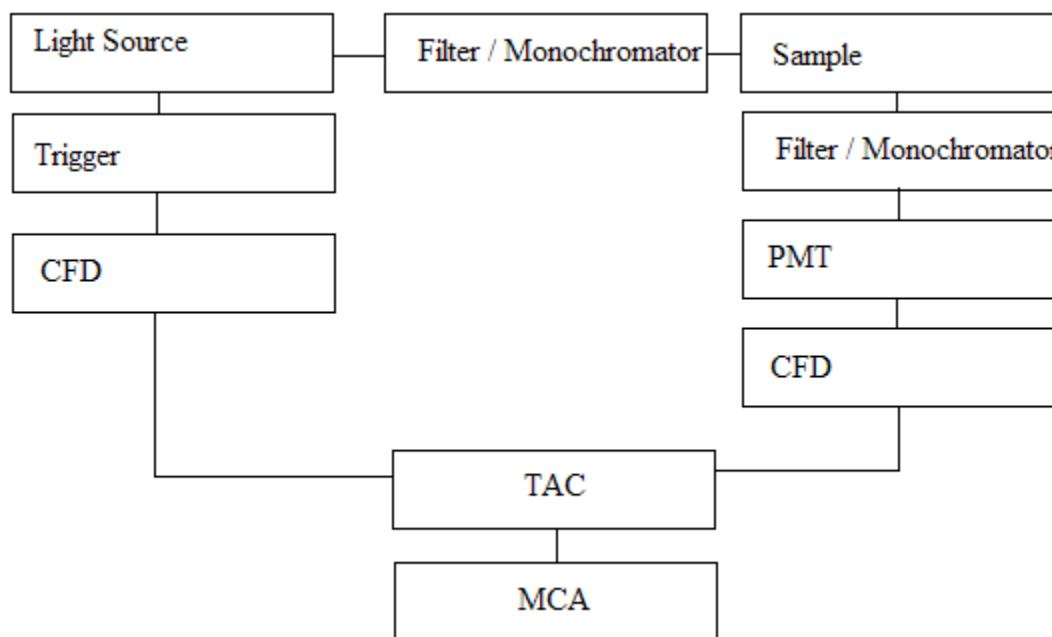 Light Source
Filter / Monochromator
Sample
Trigger
Filter / Monochromator
CFD
PMT
CFD
TAC
MCA